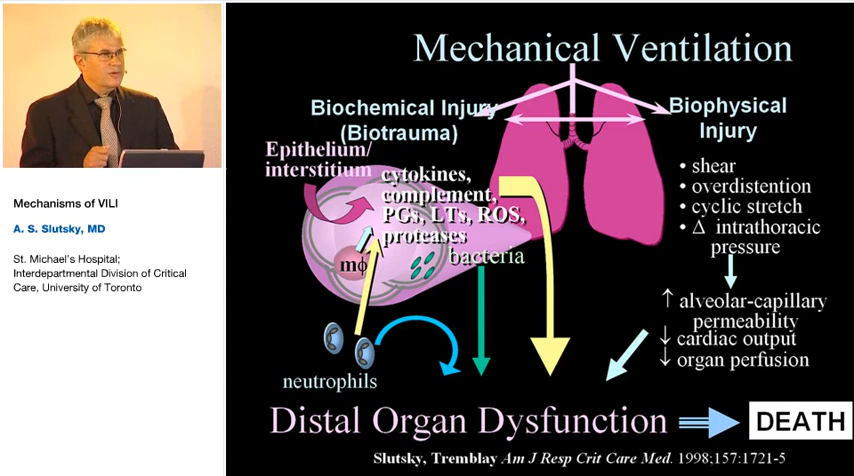 Mechanisms of VILI
A. S. Slutsky, MD
St. Michael's Hospital;
Interdepartmental Division of Critical
Care, University of Toronto
Mechanical Ventilation
Biochemical Injury
(Biotrauma)
Epithelium/
interstitium
cytokines,
complement,
PGs, LTs, ROS,
proteases
bacteria
mϕ
neutrophils
Biophysical
Injury
• shear
• overdistention
• cyclic stretch
• Δ intrathoracic
pressure
↑ alveolar-capillary
permeability
↓ cardiac output
↓ organ perfusion
Distal Organ Dysfunction
DEATH
Slutsky, Tremblay Am J Resp Crit Care Med. 1998;157:1721-5